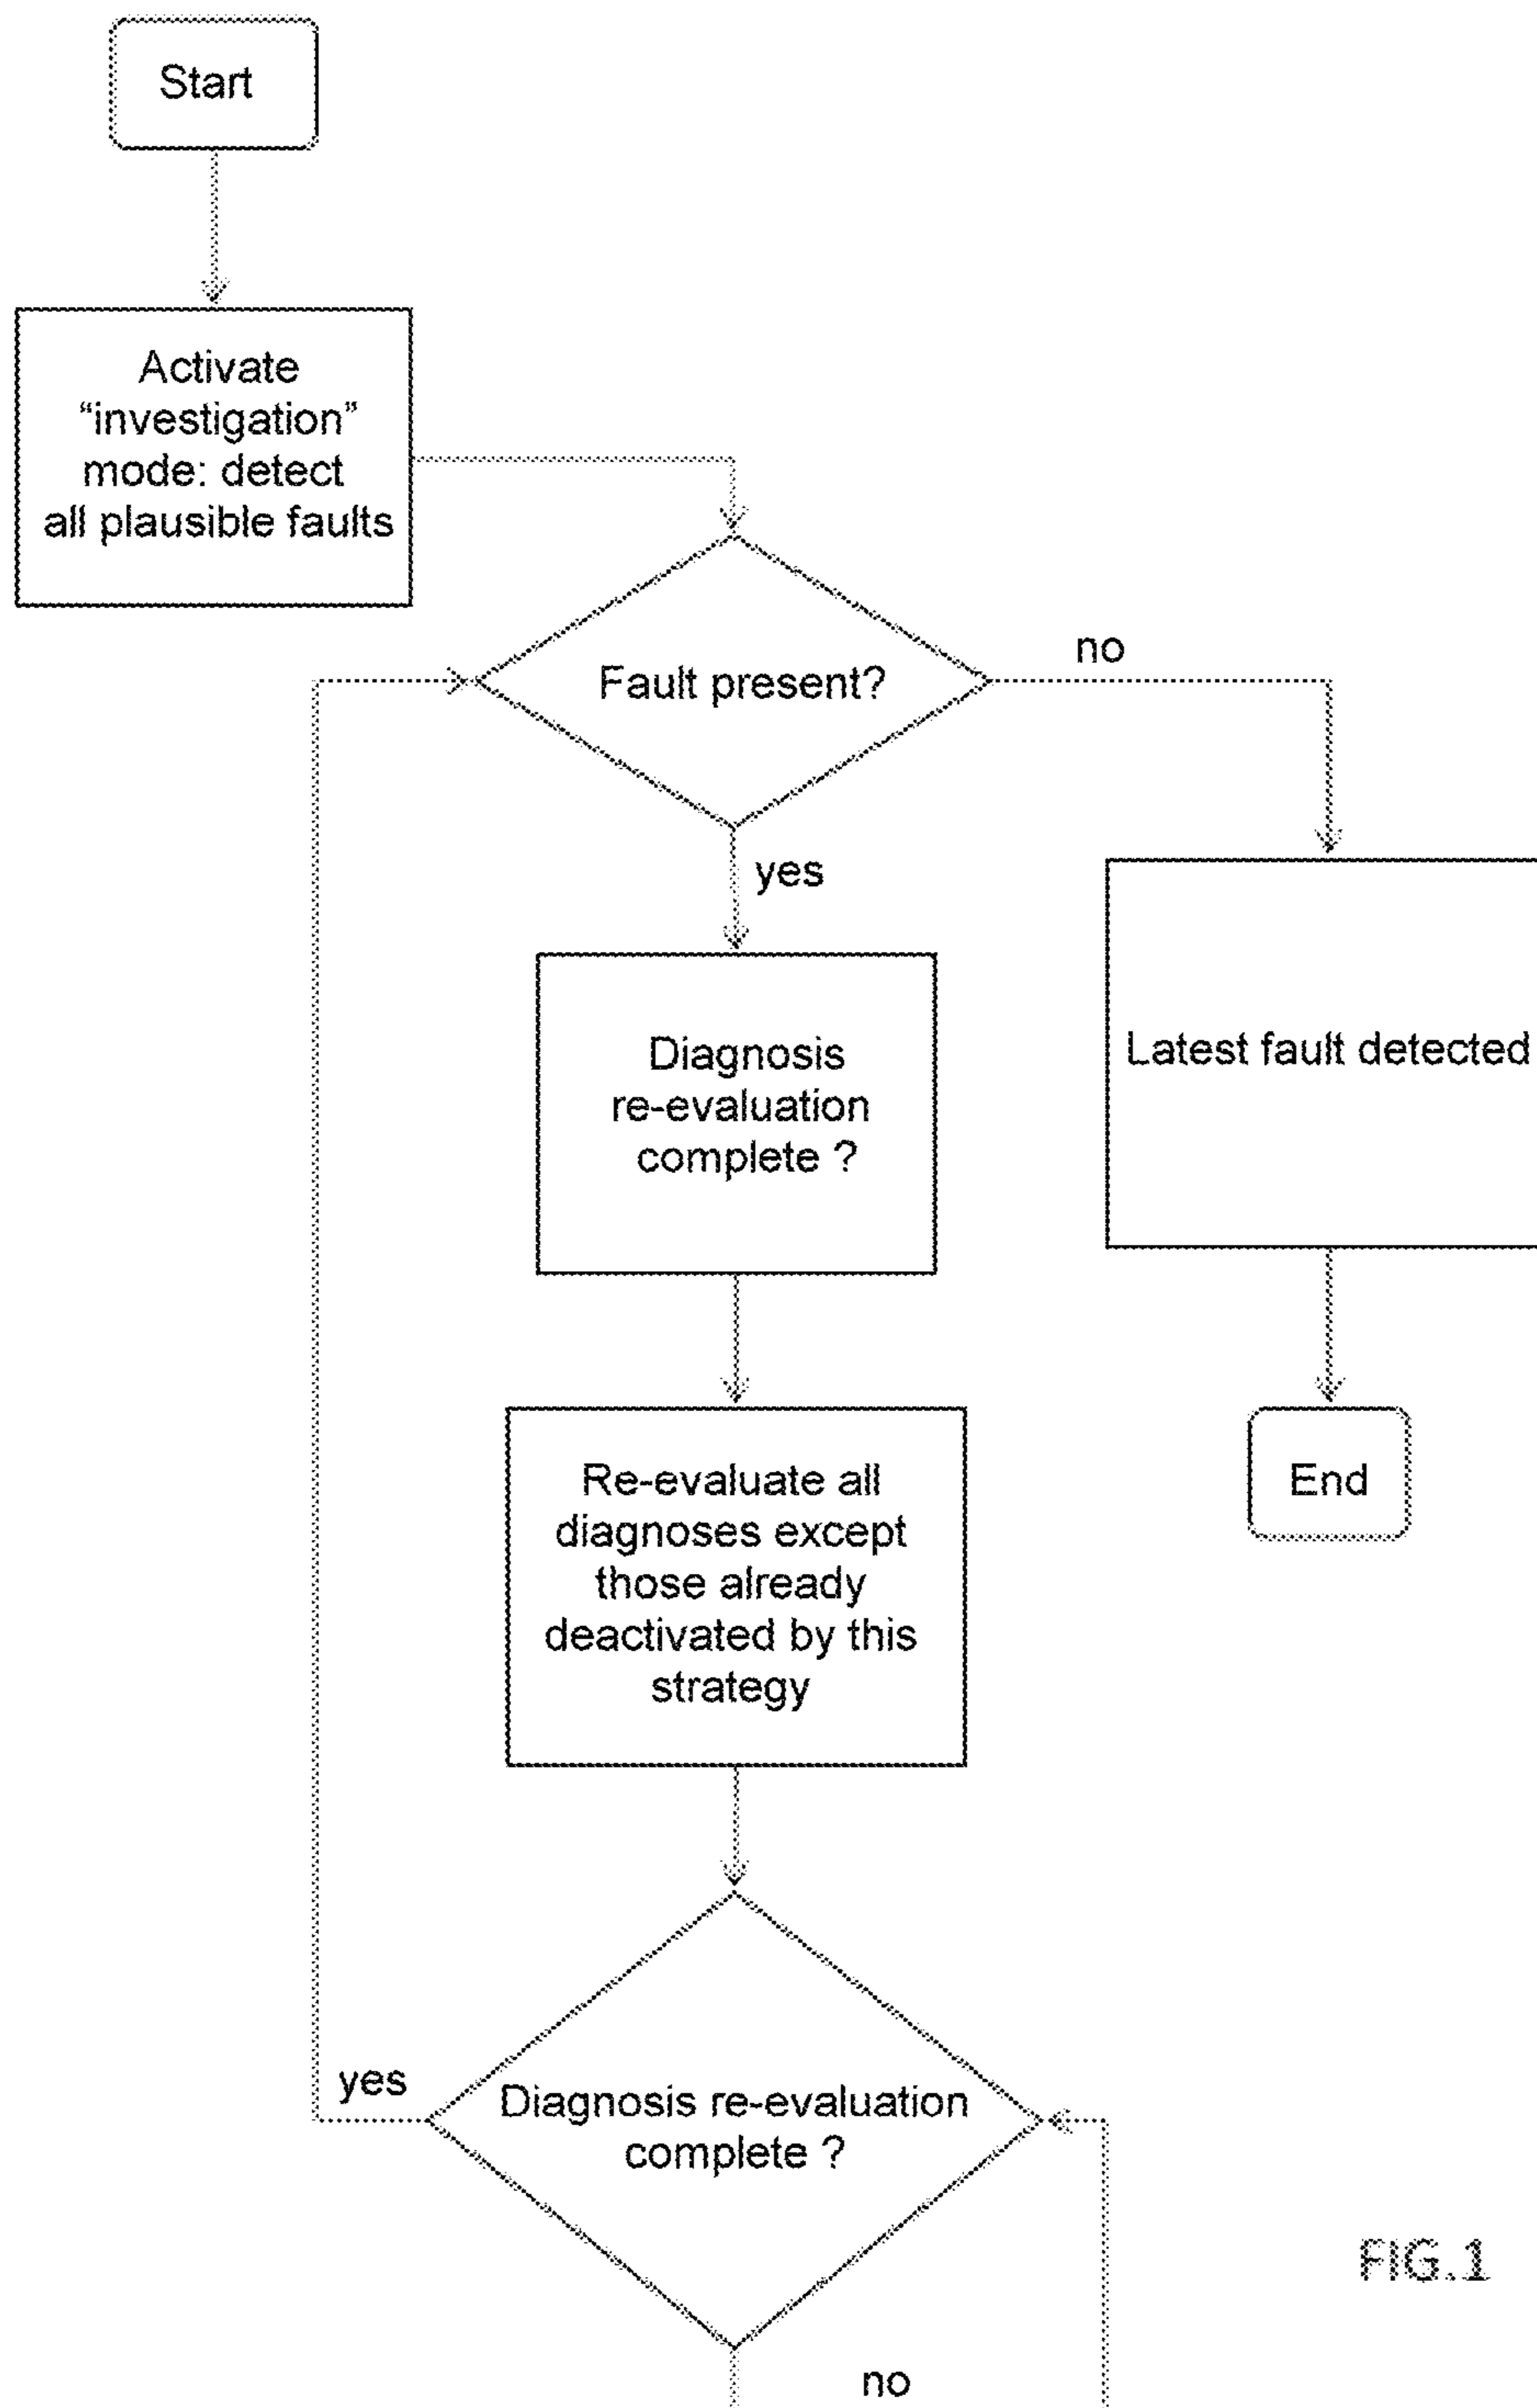 Start
Activate
“investigation”
mode: detect
all plausible faults
Fault present?
no
yes
Diagnosis
re-evaluation
complete ?
Latest fault detected
Re-evaluate all
diagnoses except
those already
deactivated by this
strategy
End
yes
Diagnosis re-evaluation
complete ?
no
FIG.1